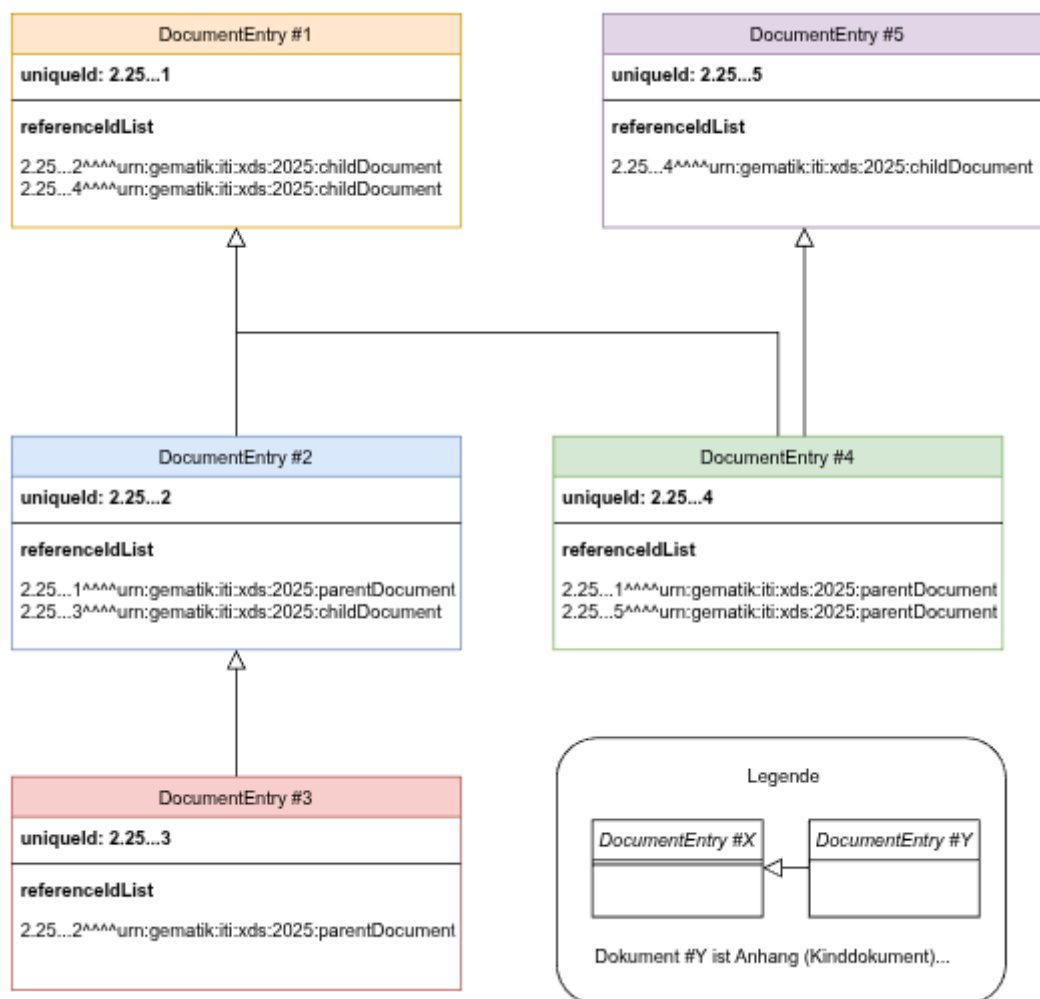 DocumentEntry #1
uniqueId: 2.25...1
referenceIdList
2.25...2^^^^urn:gematik:iti:xds:2025:childDocument
2.25...4^^^^urn:gematik:iti:xds:2025:childDocument
DocumentEntry #5
uniqueId: 2.25...5
referenceIdList
2.25...4^^^^urn:gematik:iti:xds:2025:childDocument
DocumentEntry #2
uniqueId: 2.25...2
referenceIdList
2.25...1^^^^urn:gematik:iti:xds:2025:parentDocument
2.25...3^^^^urn:gematik:iti:xds:2025:childDocument
DocumentEntry #4
uniqueId: 2.25...4
referenceIdList
2.25...1^^^^urn:gematik:iti:xds:2025:parentDocument
2.25...5^^^^urn:gematik:iti:xds:2025:parentDocument
DocumentEntry #3
uniqueId: 2.25...3
referenceIdList
2.25...2^^^^urn:gematik:iti:xds:2025:parentDocument
Legende
DocumentEntry #X
DocumentEntry #Y
Dokument #Y ist Anhang (Kinddokument)...